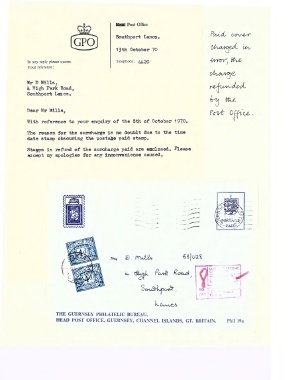 Head Post Office
Southport Lancs.
GPO
13th October 70
To any reply please quote
Your reference:
Telephone: 4420
Mr D Mills,
4 High Park Road,
Southport Lancs.
Dear Mr Mills,
With reference to your enquiry of the 8th of October 1970.
The reason for the surcharge is no doubt due to the time
date stamp obscuring the postage paid stamp.
Stamps in refund of the surcharge paid are enclosed. Please
accept my apologies for any inconvenience caused.
Paid cover
charged in
error, the
charge
refunded
by the
Post Office.
Mills
68/028
High Park Road,
Southport.
Lancs
THE GUERNSEY PHILATELIC BUREAU,
HEAD POST OFFICE, GUERNSEY, CHANNEL ISLANDS, GT. BRITAIN.